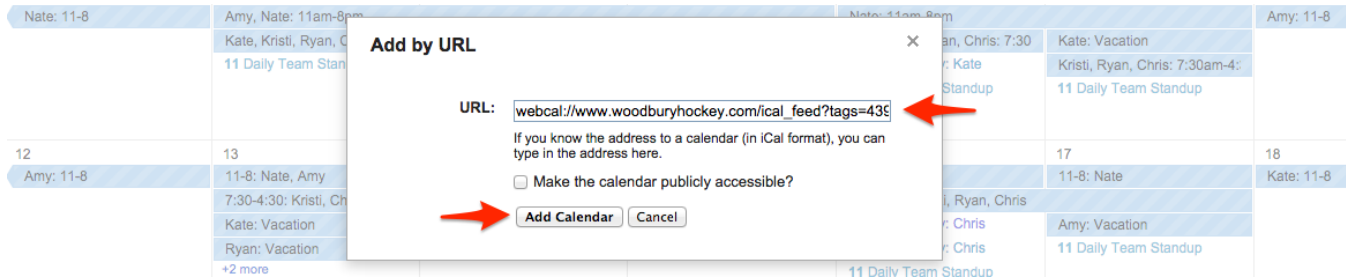 Nate: 11-8
Amy, Nate: 11am-8pm
Nate: 11am-8pm
Amy: 11-8
Kate, Kristi, Ryan, C
an, Chris: 7:30
Kate: Vacation
11 Daily Team Stan
y: Kate
Kristi, Ryan, Chris: 7:30am-4:
Standup
11 Daily Team Standup
Add by URL
×
URL:
webcal://www.woodburyhockey.com/ical_feed?tags=439
If you know the address to a calendar (in iCal format), you can
type in the address here.
Make the calendar publicly accessible?
Add Calendar
Cancel
12
13
17
18
Amy: 11-8
11-8: Nate, Amy
11-8: Nate
Kate: 11-8
7:30-4:30: Kristi, Ch
i, Ryan, Chris
Kate: Vacation
y: Chris
Amy: Vacation
Ryan: Vacation
y: Chris
11 Daily Team Standup
+2 more
11 Daily Team Standup